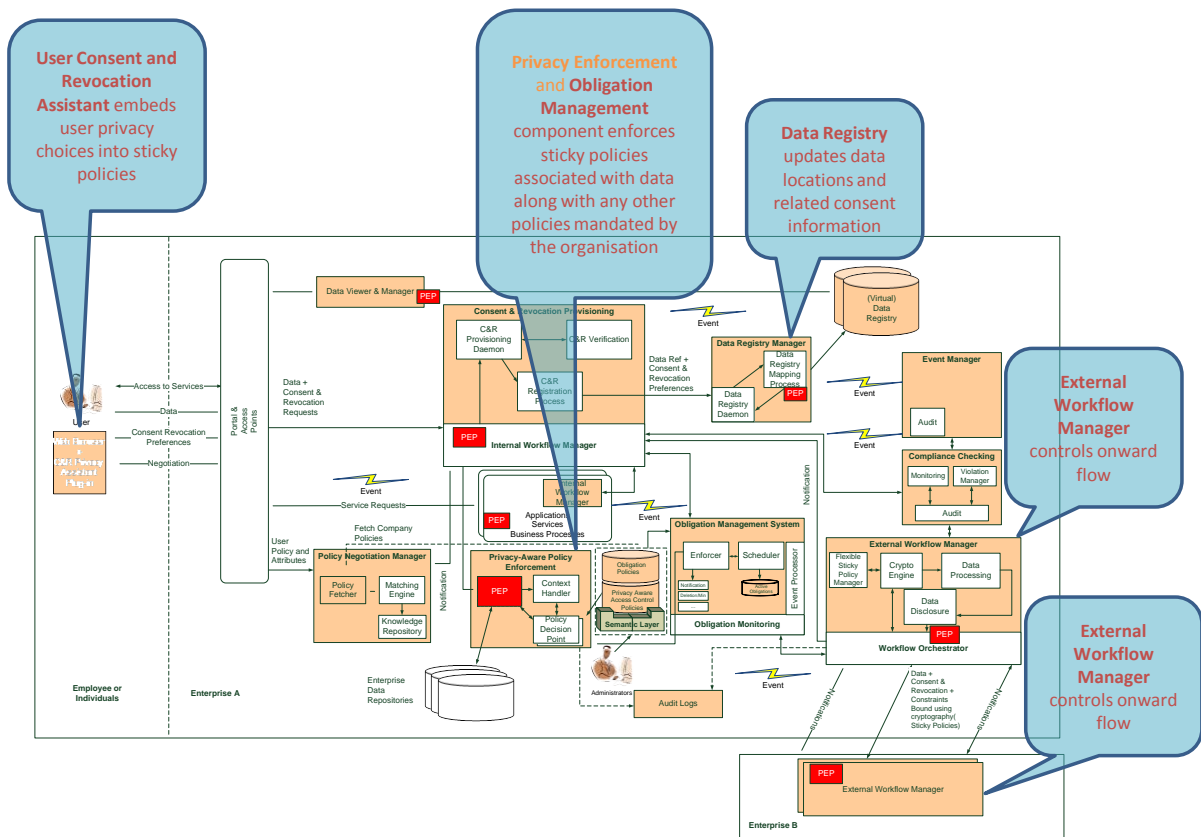 User Consent and
Revocation
Assistant embeds
user privacy
choices into sticky
policies
Privacy Enforcement
and Obligation
Management
component enforces
sticky policies
associated with data
along with any other
policies mandated by
the organisation
Data Registry
updates data
locations and
related consent
information
External
Workflow
Manager
controls onward
flow
External
Workflow
Manager
controls onward
flow
Data Viewer & Manager
PEP
(Virtual)
Data
Registry
Consent & Revocation Provisioning
C&R
Provisioning
Daemon
C&R Verification
C&R
Registration
Process
PEP
Internal Workflow Manager
Event
Data Ref +
Consent &
Revocation
Preferences
Data Registry Manager
Data
Registry
Mapping
Process
PEP
Data
Registry
Daemon
Event
Event
Event Manager
Audit
Compliance Checking
Monitoring
Violation
Manager
Audit
User
Access to Services
Data
Consent Revocation
Preferences
Negotiation
Portal &
Access
Points
Data +
Consent &
Revocation
Requests
Event
Service Requests
Internal
Workflow
Manager
PEP
Applications
Services
Business Processes
Event
Notification
Fetch Company
Policies
User
Policy and
Attributes
Policy Negotiation Manager
Policy
Fetcher
Matching
Engine
Knowledge
Repository
Notification
Privacy-Aware Policy
Enforcement
PEP
Context
Handler
Policy
Decision
Point
Obligation
Policies
Privacy Aware
Access Control
Policies
Semantic Layer
Administrators
Obligation Management System
Enforcer
Scheduler
Notification
Deletion/Min
...
Active
Obligations
Event Processor
Obligation Monitoring
External Workflow Manager
Flexible
Sticky
Policy
Manager
Crypto
Engine
Data
Processing
Data
Disclosure
PEP
Workflow Orchestrator
Enterprise
Data
Repositories
Audit Logs
Event
Employee or
Individuals
Enterprise A
Notifications
Data +
Consent &
Revocation +
Constraints
Bound using
cryptography(
Sticky Policies)
Notifications
PEP
External Workflow Manager
Enterprise B